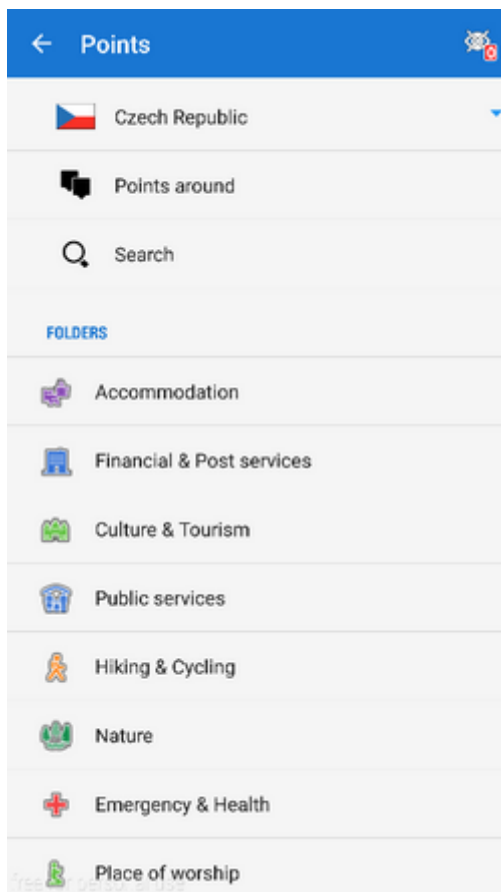 Points
Czech Republic
Points around
Search
FOLDERS
Accommodation
Financial & Post services
Culture & Tourism
Public services
Hiking & Cycling
Nature
Emergency & Health
Place of worship